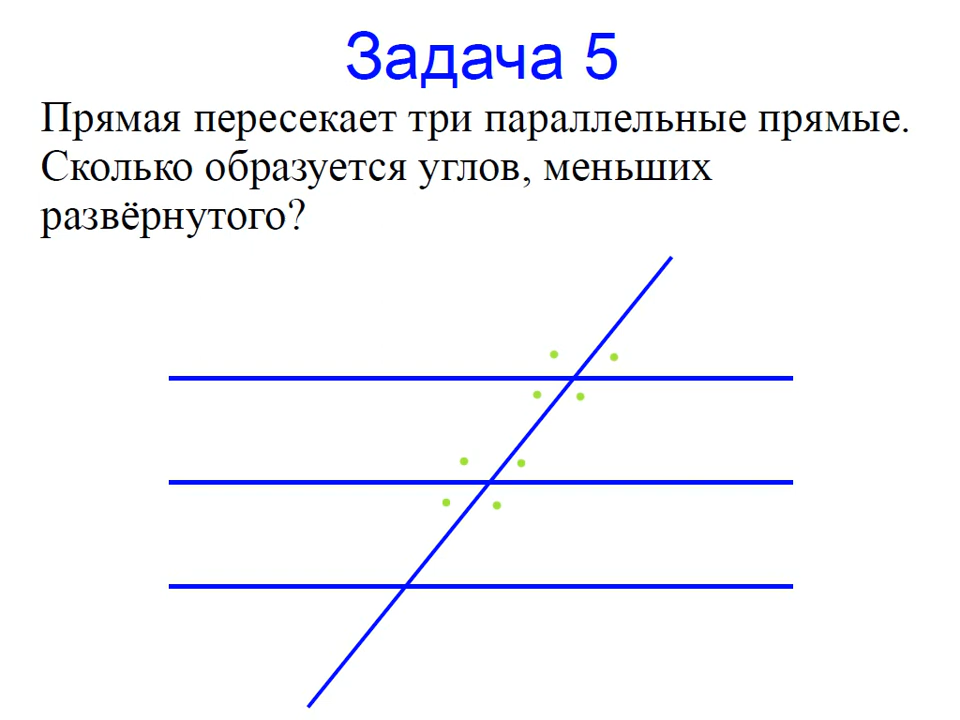 Задача 5
Прямая пересекает три параллельные прямые.
Сколько образуется углов, меньших
развёрнутого?